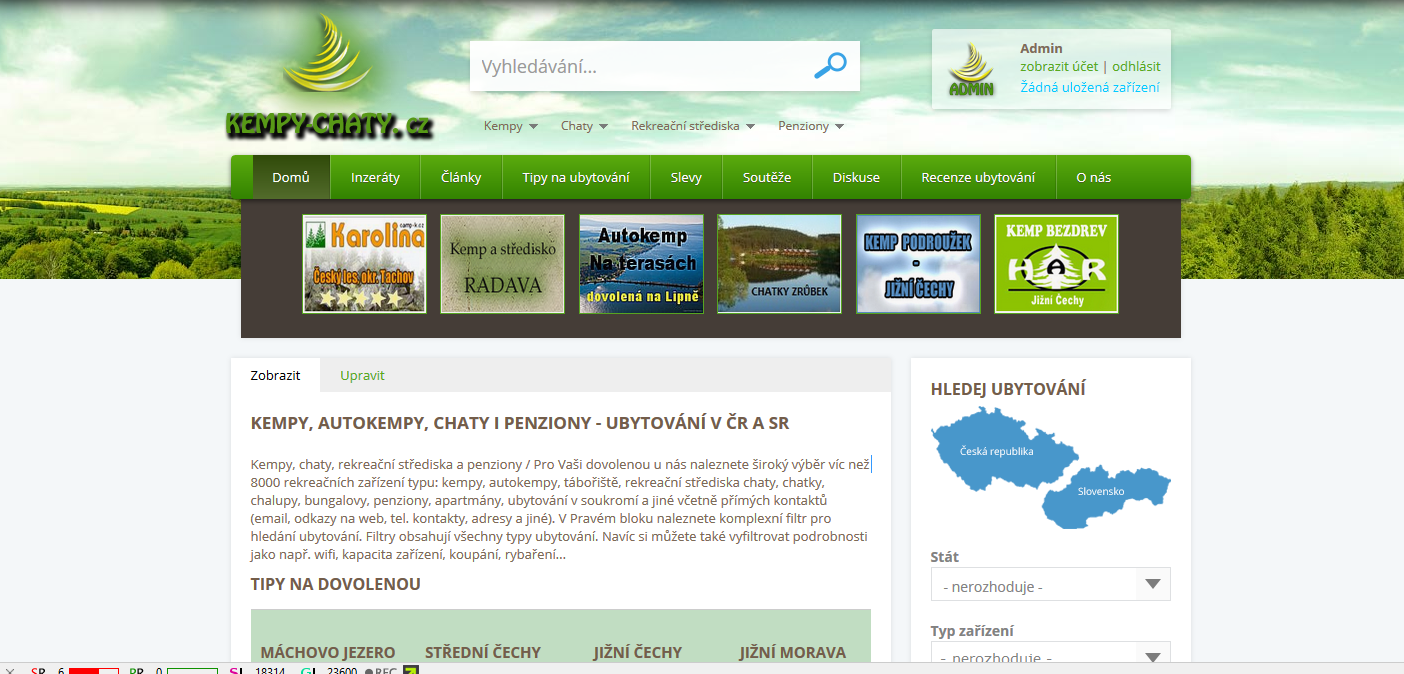 KEMPY-CHATY.cz
Vyhledávání...
ADMIN
Admin
zobrazit účet | odhlásit
Žádná uložená zařízení
Kempy Chaty Rekreační střediska Penziony
Domů Inzeráty Články Tipy na ubytování Slevy Soutěže Diskuse Recenze ubytování O nás
camp-k.cz
Karolina
Český les, okr. Tachov
Kemp a středisko
RADAVA
Autokemp
Na terasách
dovolená na Lipně
CHATKY ZRŮBEK
KEMP PODROUŽEK
-
JIŽNÍ ČECHY
KEMP BEZDREV
HAR
Jižní Čechy
Zobrazit Upravit
KEMPY, AUTOKEMPY, CHATY I PENZIONY - UBYTOVÁNÍ V ČR A SR
Kempy, chaty, rekreační střediska a penziony / Pro Vaši dovolenou u nás naleznete široký výběr víc než
8000 rekreačních zařízení typu: kempy, autokempy, tábořiště, rekreační střediska chaty, chatky,
chalupy, bungalovy, penziony, apartmány, ubytování v soukromí a jiné včetně přímých kontaktů
(email, odkazy na web, tel. kontakty, adresy a jiné). V Pravém bloku naleznete komplexní filtr pro
hledání ubytování. Filtry obsahují všechny typy ubytování. Navíc si můžete také vyfiltrovat podrobnosti
jako např. wifi, kapacita zařízení, koupání, rybaření...
TIPY NA DOVOLENOU
MÁCHOVO JEZERO STŘEDNÍ ČECHY JIŽNÍ ČECHY JIŽNÍ MORAVA
HLEDEJ UBYTOVÁNÍ
Česká republika
Slovensko
Stát
- nerozhoduje -
Typ zařízení
- nerozhoduje -
SR 6 PR 0 SL 18314 GL 23600 REC